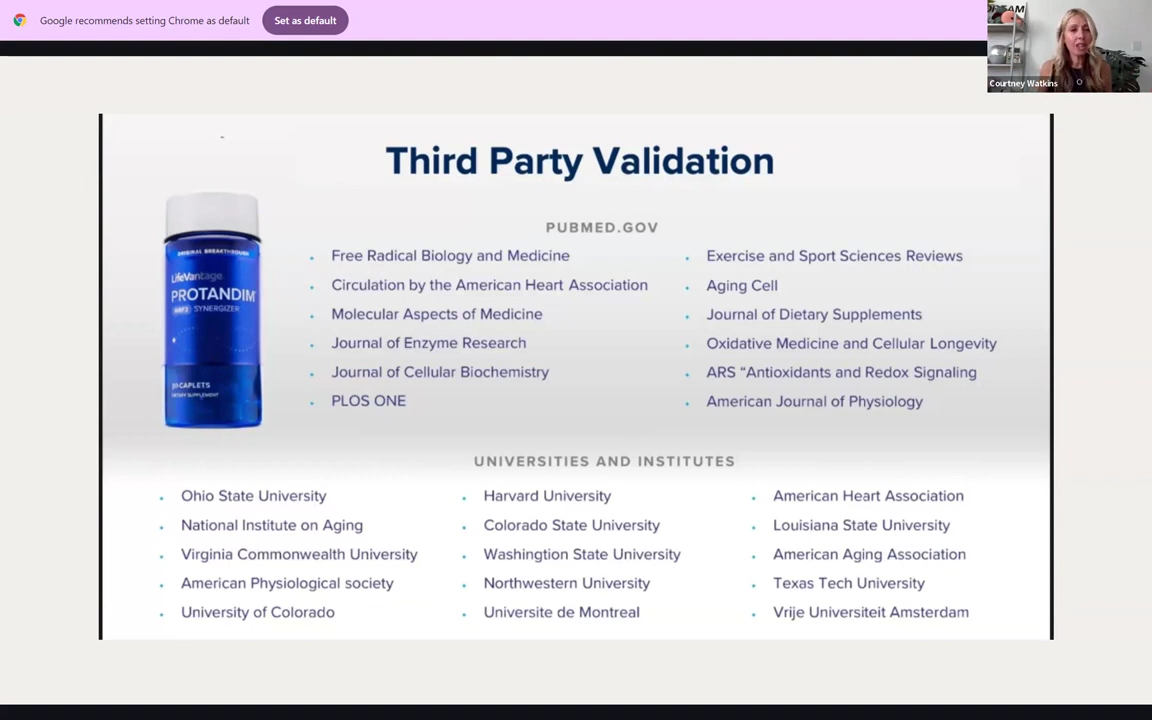 Google recommends setting Chrome as default
Set as default
DREAM
Courtney Watkins
Third Party Validation
PUBMED.GOV
Free Radical Biology and Medicine
Circulation by the American Heart Association
Molecular Aspects of Medicine
Journal of Enzyme Research
Journal of Cellular Biochemistry
PLOS ONE
Exercise and Sport Sciences Reviews
Aging Cell
Journal of Dietary Supplements
Oxidative Medicine and Cellular Longevity
ARS “Antioxidants and Redox Signaling
American Journal of Physiology
ORIGINAL BREAKTHROUGH
LifeVantage
PROTANDIM
NRF2 SYNERGIZER
30 CAPLETS
DIETARY SUPPLEMENT
UNIVERSITIES AND INSTITUTES
Ohio State University
National Institute on Aging
Virginia Commonwealth University
American Physiological society
University of Colorado
Harvard University
Colorado State University
Washingtion State University
Northwestern University
Universite de Montreal
American Heart Association
Louisiana State University
American Aging Association
Texas Tech University
Vrije Universiteit Amsterdam